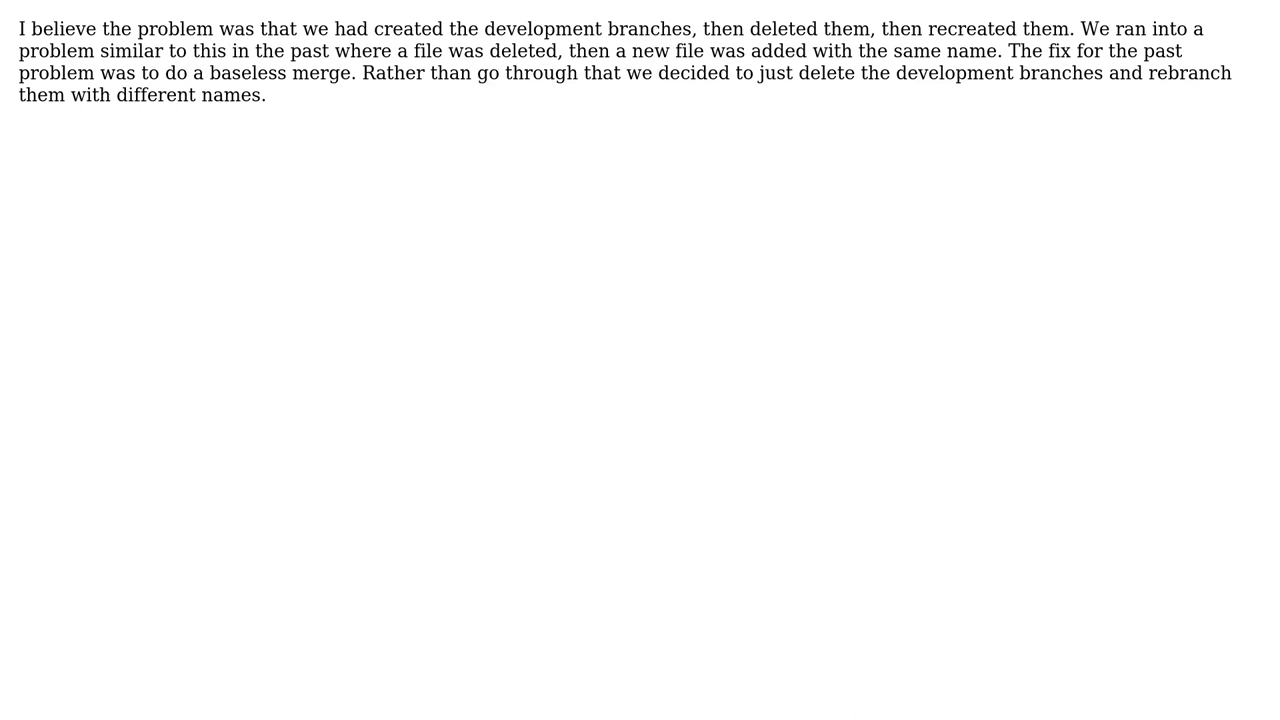 I believe the problem was that we had created the development branches, then deleted them, then recreated them. We ran into a
problem similar to this in the past where a file was deleted, then a new file was added with the same name. The fix for the past
problem was to do a baseless merge. Rather than go through that we decided to just delete the development branches and rebranch
them with different names.